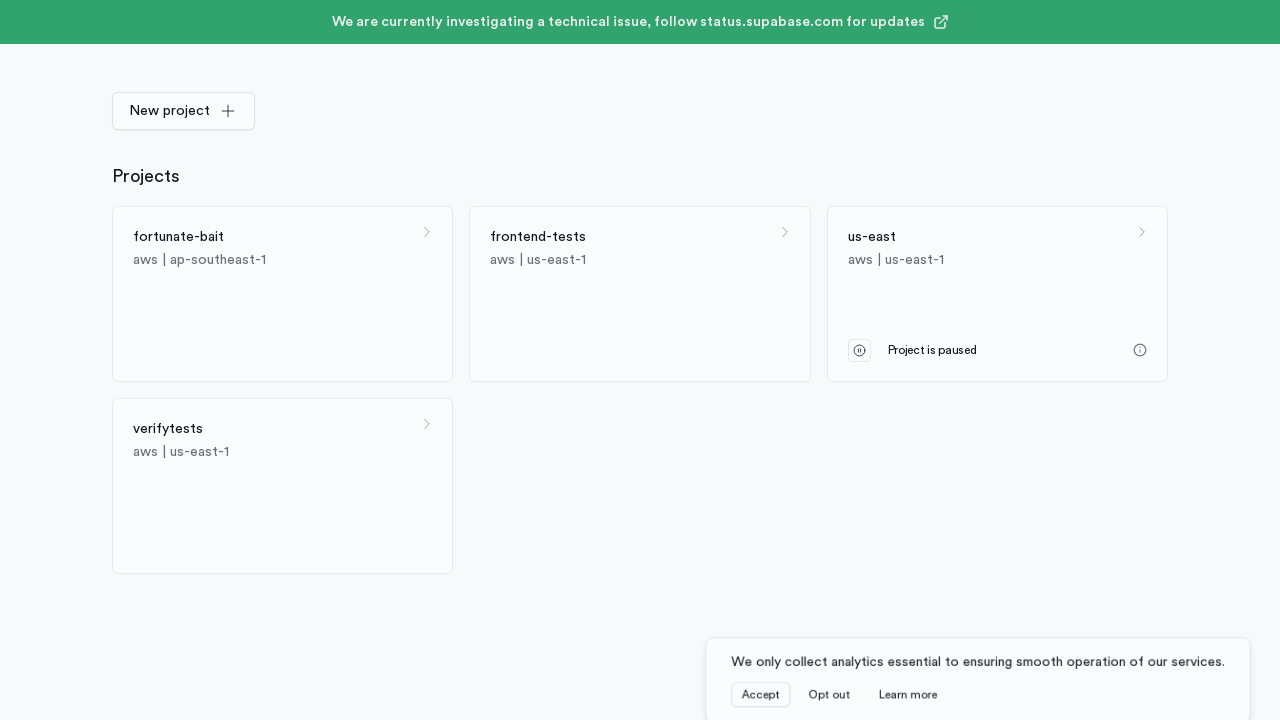 We are currently investigating a technical issue, follow status.supabase.com for updates
New project
Projects
fortunate-bait
aws | ap-southeast-1
frontend-tests
aws | us-east-1
us-east
aws | us-east-1
Project is paused
verifytests
aws | us-east-1
We only collect analytics essential to ensuring smooth operation of our services.
Accept Opt out Learn more